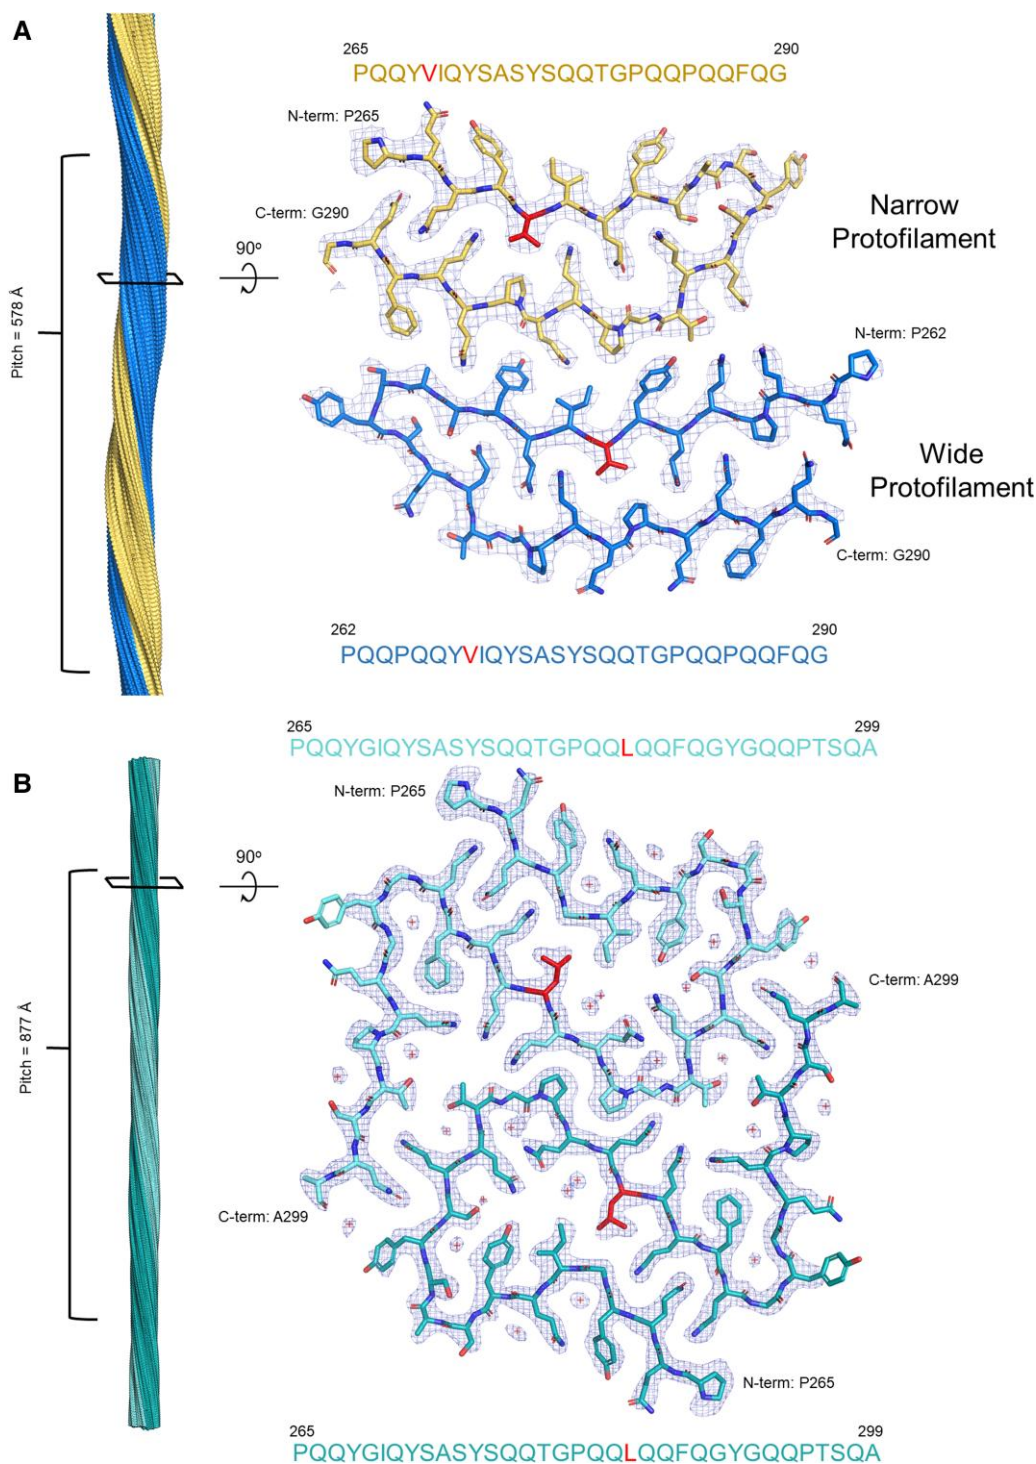 A
265 290
PQQYVIQYSASYSQQTGPQQPQQFQG
N-term: P265
C-term: G290
Narrow
Protofilament
90º
Pitch = 578 Å
N-term: P262
Wide
Protofilament
C-term: G290
262 290
PQQPQQYVIQYSASYSQQTGPQQPQQFQG
265 299
PQQYGIQYSASYSQQTGPQQLQQFQGYGQQPTSQA
B
N-term: P265
90º
C-term: A299
Pitch = 877 Å
C-term: A299
N-term: P265
265 299
PQQYGIQYSASYSQQTGPQQLQQFQGYGQQPTSQA